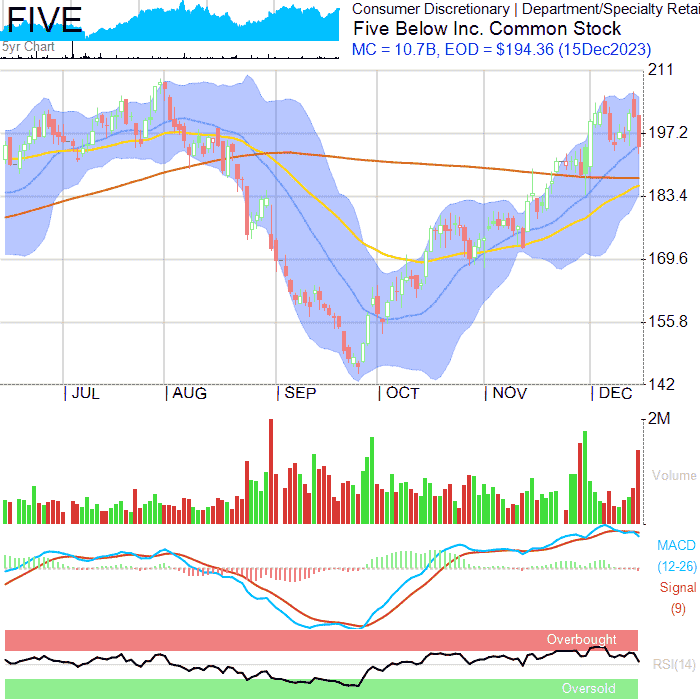 FIVE
5yr Chart
Consumer Discretionary | Department/Specialty Retai
Five Below Inc. Common Stock
MC = 10.7B, EOD = $194.36 (15Dec2023)
211
197.2
183.4
169.6
155.8
142
| JUL | AUG | SEP | OCT | NOV | DEC
2M
Volume
MACD
(12-26)
Signal
(9)
Overbought
RSI(14)
Oversold